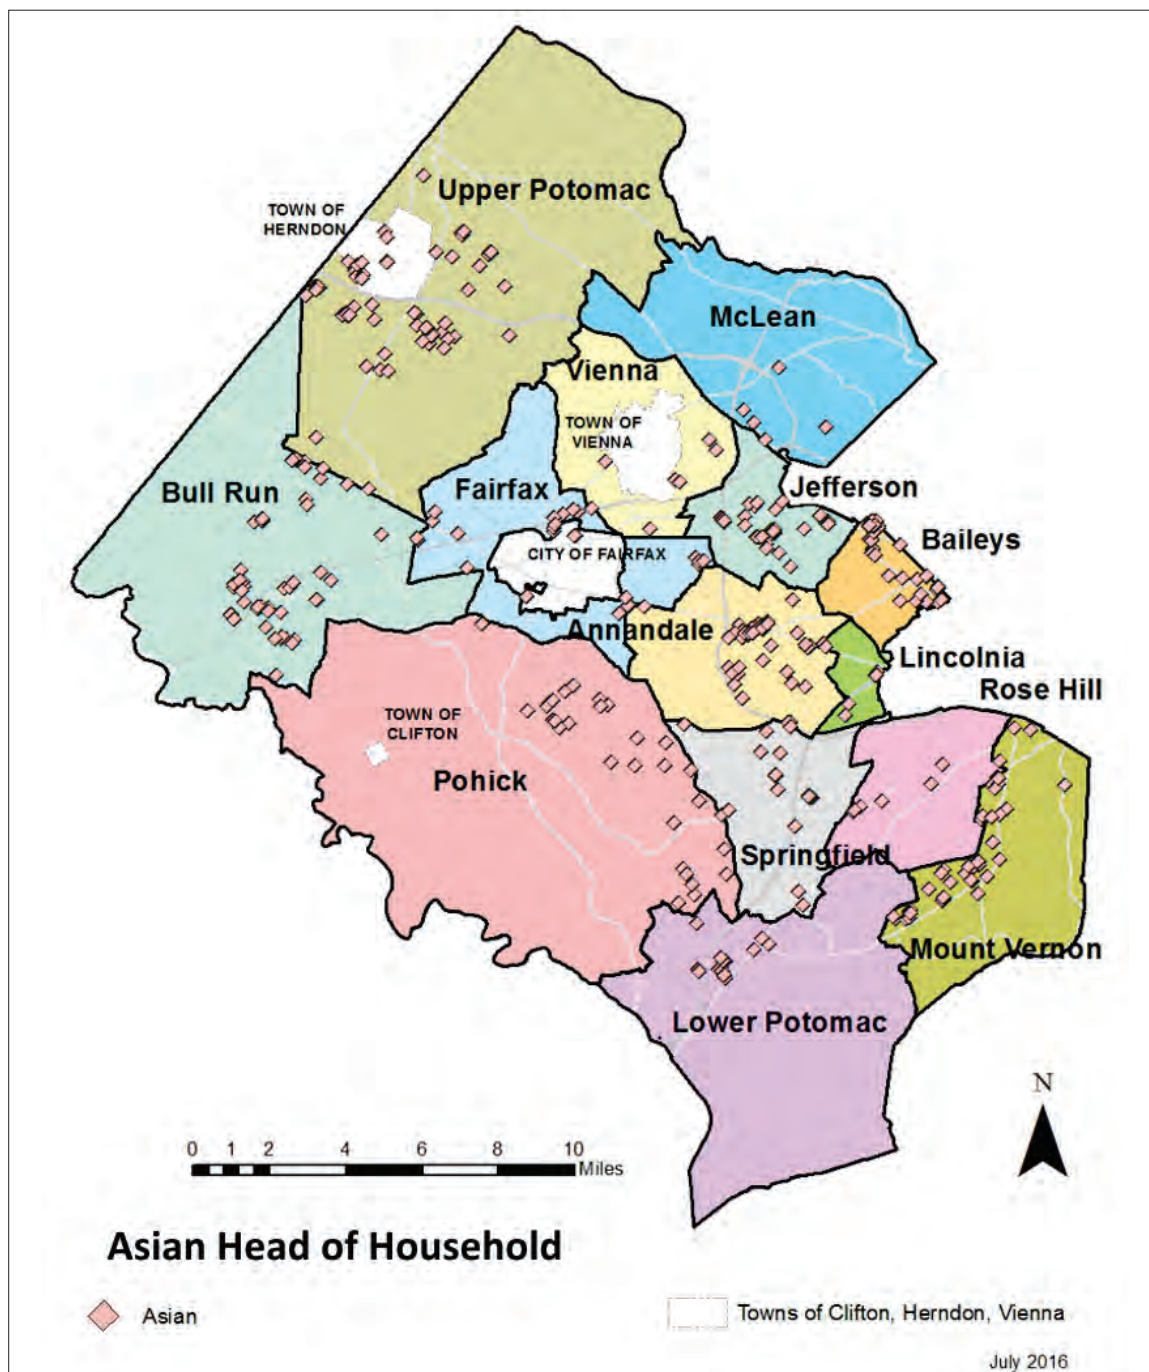 Upper Potomac
TOWN OF
HERNDON
McLean
Vienna
TOWN OF
VIENNA
Bull Run
Fairfax
Jefferson
Baileys
CITY OF FAIRFAX
Annandale
Lincolnia
Rose Hill
TOWN OF
CLIFTON
Pohick
Springfield
Mount Vernon
Lower Potomac
N
0 1 2 4 6 8 10
Miles
Asian Head of Household
Asian
Towns of Clifton, Herndon, Vienna
July 2016